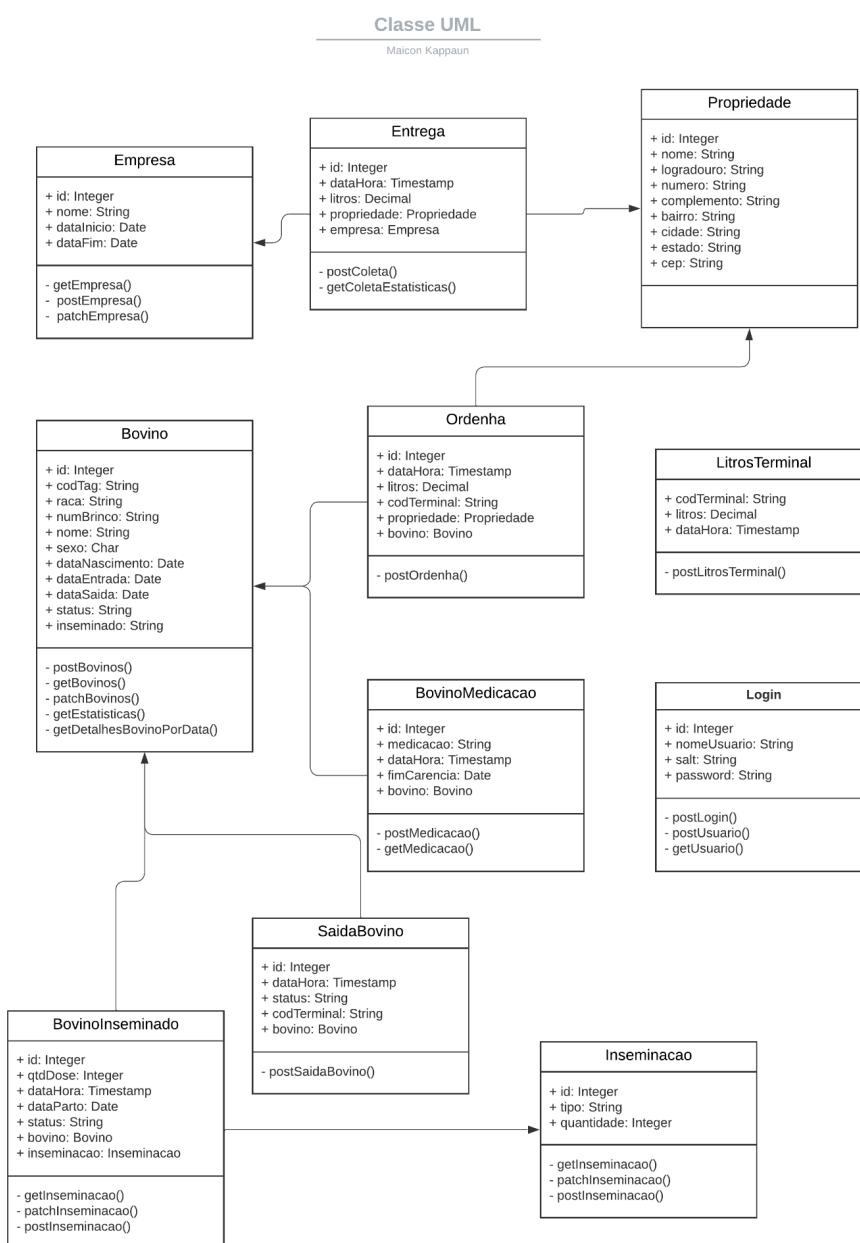 Classe UML
Maicon Kappaun
Empresa
+ id: Integer
+ nome: String
+ dataInicio: Date
+ dataFim: Date
- getEmpresa()
- postEmpresa()
- patchEmpresa()
Entrega
+ id: Integer
+ dataHora: Timestamp
+ litros: Decimal
+ propriedade: Propriedade
+ empresa: Empresa
- postColeta()
- getColetaEstatisticas()
Propriedade
+ id: Integer
+ nome: String
+ logradouro: String
+ numero: String
+ complemento: String
+ bairro: String
+ cidade: String
+ estado: String
+ cep: String
Bovino
+ id: Integer
+ codTag: String
+ raca: String
+ numBrinco: String
+ nome: String
+ sexo: Char
+ dataNascimento: Date
+ dataEntrada: Date
+ dataSaida: Date
+ status: String
+ inseminado: String
- postBovinos()
- getBovinos()
- patchBovinos()
- getEstatisticas()
- getDetalhesBovinoPorData()
Ordenha
+ id: Integer
+ dataHora: Timestamp
+ litros: Decimal
+ codTerminal: String
+ propriedade: Propriedade
+ bovino: Bovino
- postOrdenha()
LitrosTerminal
+ codTerminal: String
+ litros: Decimal
+ dataHora: Timestamp
- postLitrosTerminal()
BovinoMedicacao
+ id: Integer
+ medicacao: String
+ dataHora: Timestamp
+ fimCarencia: Date
+ bovino: Bovino
- postMedicacao()
- getMedicacao()
Login
+ id: Integer
+ nomeUsuario: String
+ salt: String
+ password: String
- postLogin()
- postUsuario()
- getUsuario()
SaidaBovino
+ id: Integer
+ dataHora: Timestamp
+ status: String
+ codTerminal: String
+ bovino: Bovino
- postSaidaBovino()
BovinoInseminado
+ id: Integer
+ qtdDose: Integer
+ dataHora: Timestamp
+ dataParto: Date
+ status: String
+ bovino: Bovino
+ inseminacao: Inseminacao
- getInseminacao()
- patchInseminacao()
- postInseminacao()
Inseminacao
+ id: Integer
+ tipo: String
+ quantidade: Integer
- getInseminacao()
- patchInseminacao()
- postInseminacao()